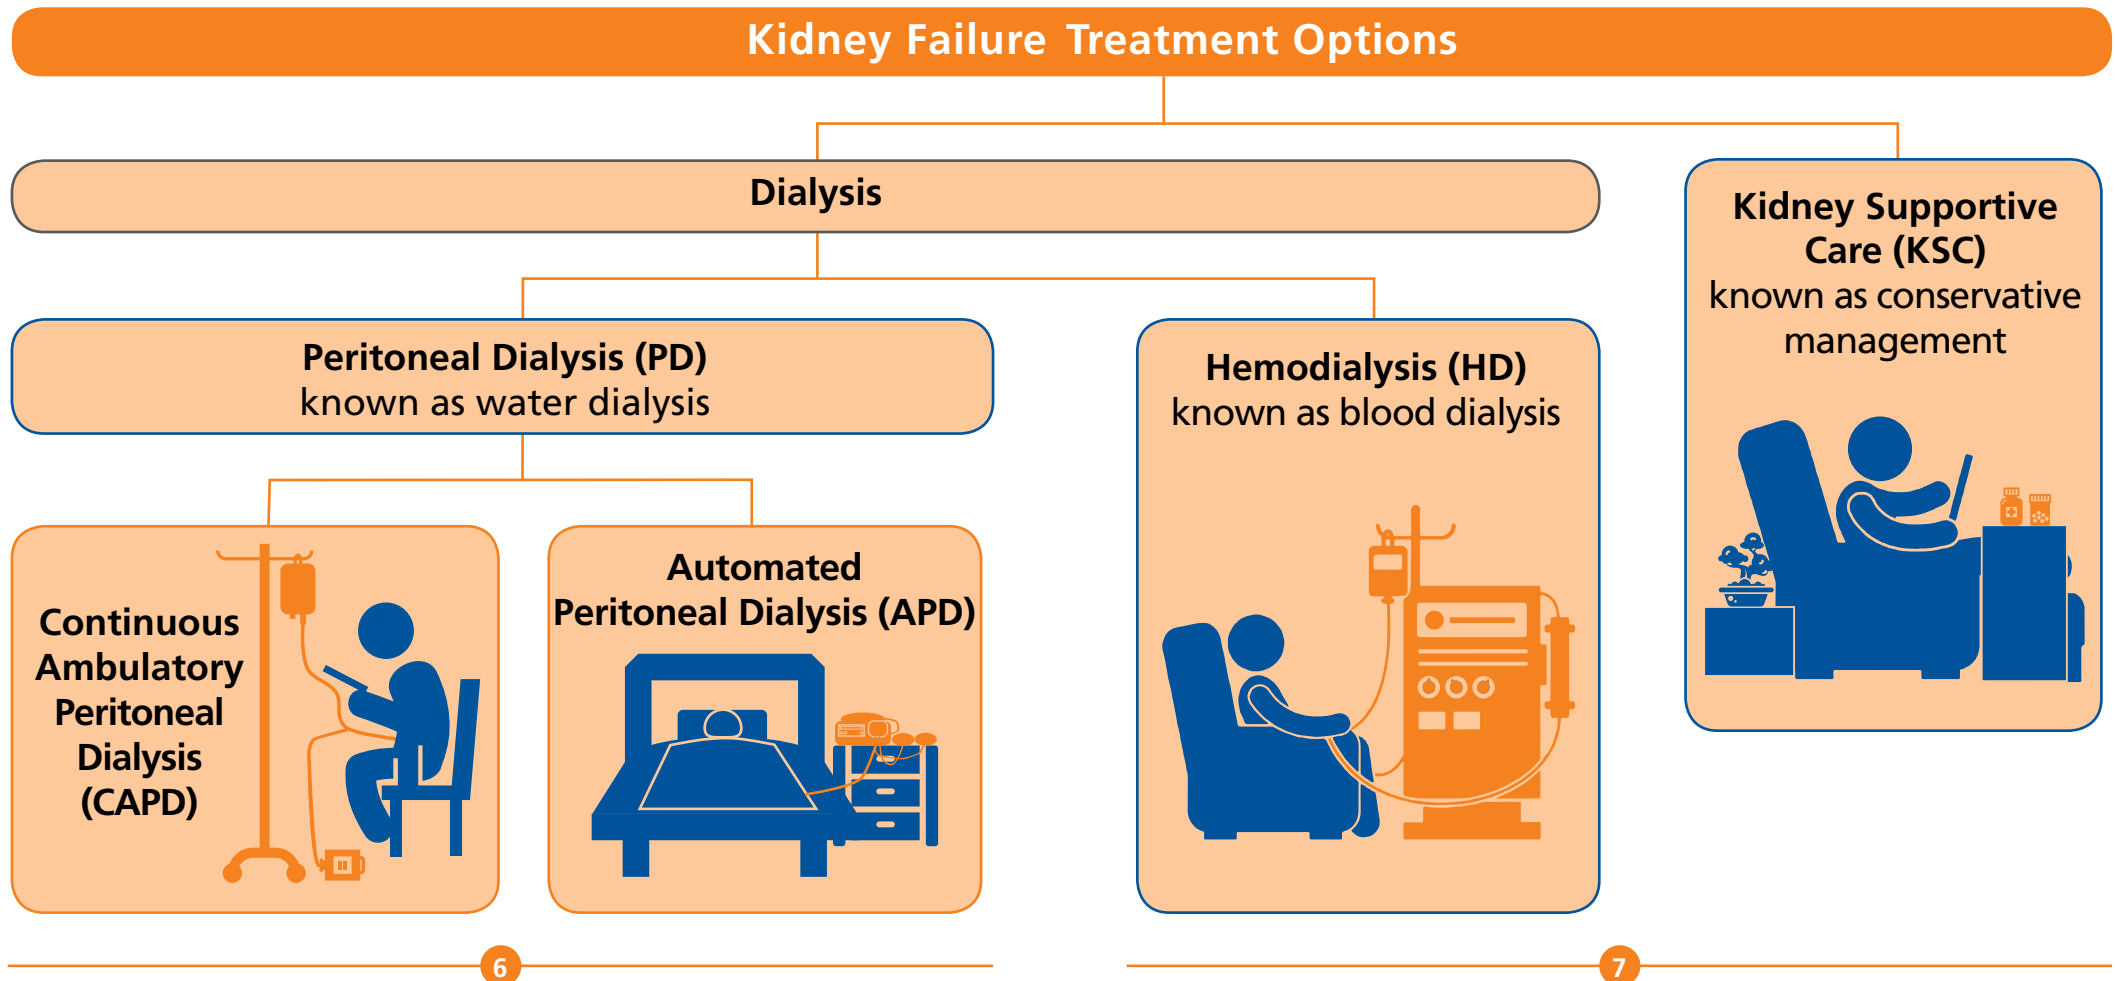 Kidney Failure Treatment Options
Dialysis
Kidney Supportive
Care (KSC)
known as conservative
management
Peritoneal Dialysis (PD)
known as water dialysis
Hemodialysis (HD)
known as blood dialysis
Continuous
Ambulatory
Peritoneal
Dialysis
(CAPD)
Automated
Peritoneal Dialysis (APD)
6
7